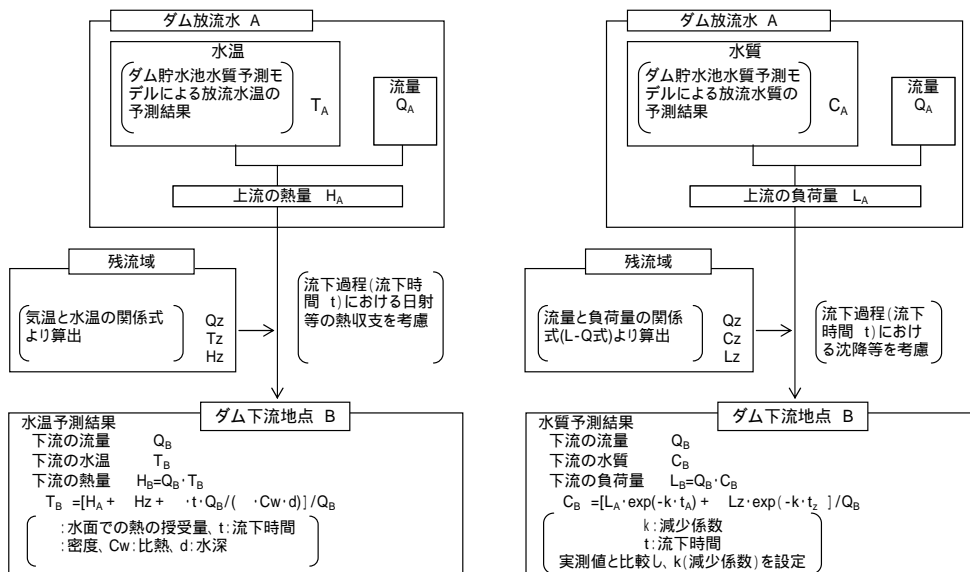 ダム放流水 A
水温
ダム貯水池水質予測モ
デルによる放流水温の
予測結果
T_A
流量
Q_A
上流の熱量 H_A
残流域
気温と水温の関係式
より算出
Qz
Tz
Hz
流下過程(流下時
間 t)における日射
等の熱収支を考慮
ダム下流地点 B
水温予測結果
下流の流量 Q_B
下流の水温 T_B
下流の熱量 H_B=Q_B･T_B
T_B =[H_A + Hz + ･t･Q_B/( ･Cw･d)]/Q_B
:水面での熱の授受量、t:流下時間
:密度、Cw:比熱、d:水深
ダム放流水 A
水質
ダム貯水池水質予測モ
デルによる放流水質の
予測結果
C_A
流量
Q_A
上流の負荷量 L_A
残流域
流量と負荷量の関係
式(L-Q式)より算出
Qz
Cz
Lz
流下過程(流下
時間 t)におけ
る沈降等を考慮
ダム下流地点 B
水質予測結果
下流の流量 Q_B
下流の水質 C_B
下流の負荷量 L_B=Q_B･C_B
C_B =[L_A･exp(-k･t_A) + Lz･exp(-k･t_z ]/Q_B
k:減少係数
t:流下時間
実測値と比較し、k(減少係数)を設定